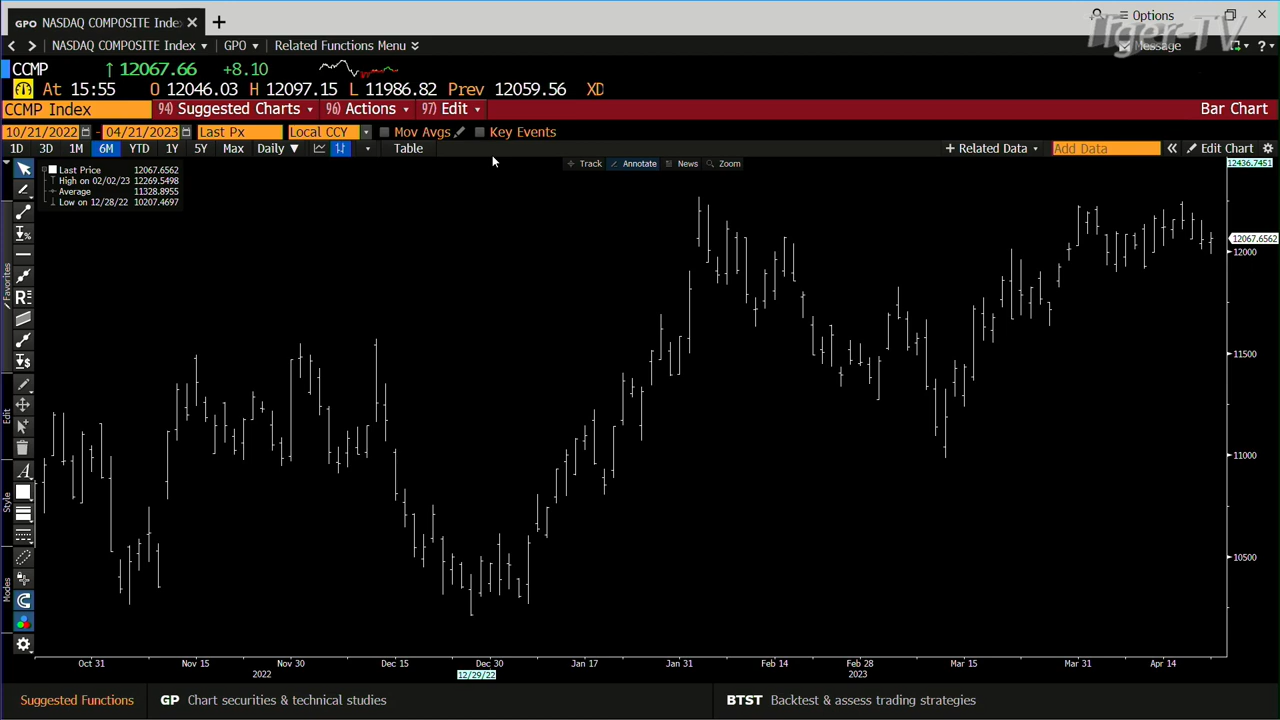 GPO NASDAQ COMPOSITE Inde × +
Options
Tiger-TV
NASDAQ COMPOSITE Index GPO Related Functions Menu
Message ?
CCMP ↑ 12067.66 +8.10
At 15:55 O 12046.03 H 12097.15 L 11986.82 Prev 12059.56 XD
CCMP Index 94) Suggested Charts 96) Actions 97) Edit Bar Chart
10/21/2022 - 04/21/2023 Last Px Local CCY Mov Avgs Key Events
1D 3D 1M 6M YTD 1Y 5Y Max Daily Table + Related Data Add Data « Edit Chart
Track Annotate News Zoom
Last Price 12067.6562
High on 02/02/23 12269.5498
Average 11328.8955
Low on 12/28/22 10207.4697
12436.7451
12067.6562
12000
11500
11000
10500
Favorites
Edit
Style
Modes
Oct 31 Nov 15 Nov 30 Dec 15 Dec 30 Jan 17 Jan 31 Feb 14 Feb 28 Mar 15 Mar 31 Apr 14
2022 12/29/22 2023
Suggested Functions GP Chart securities & technical studies BTST Backtest & assess trading strategies